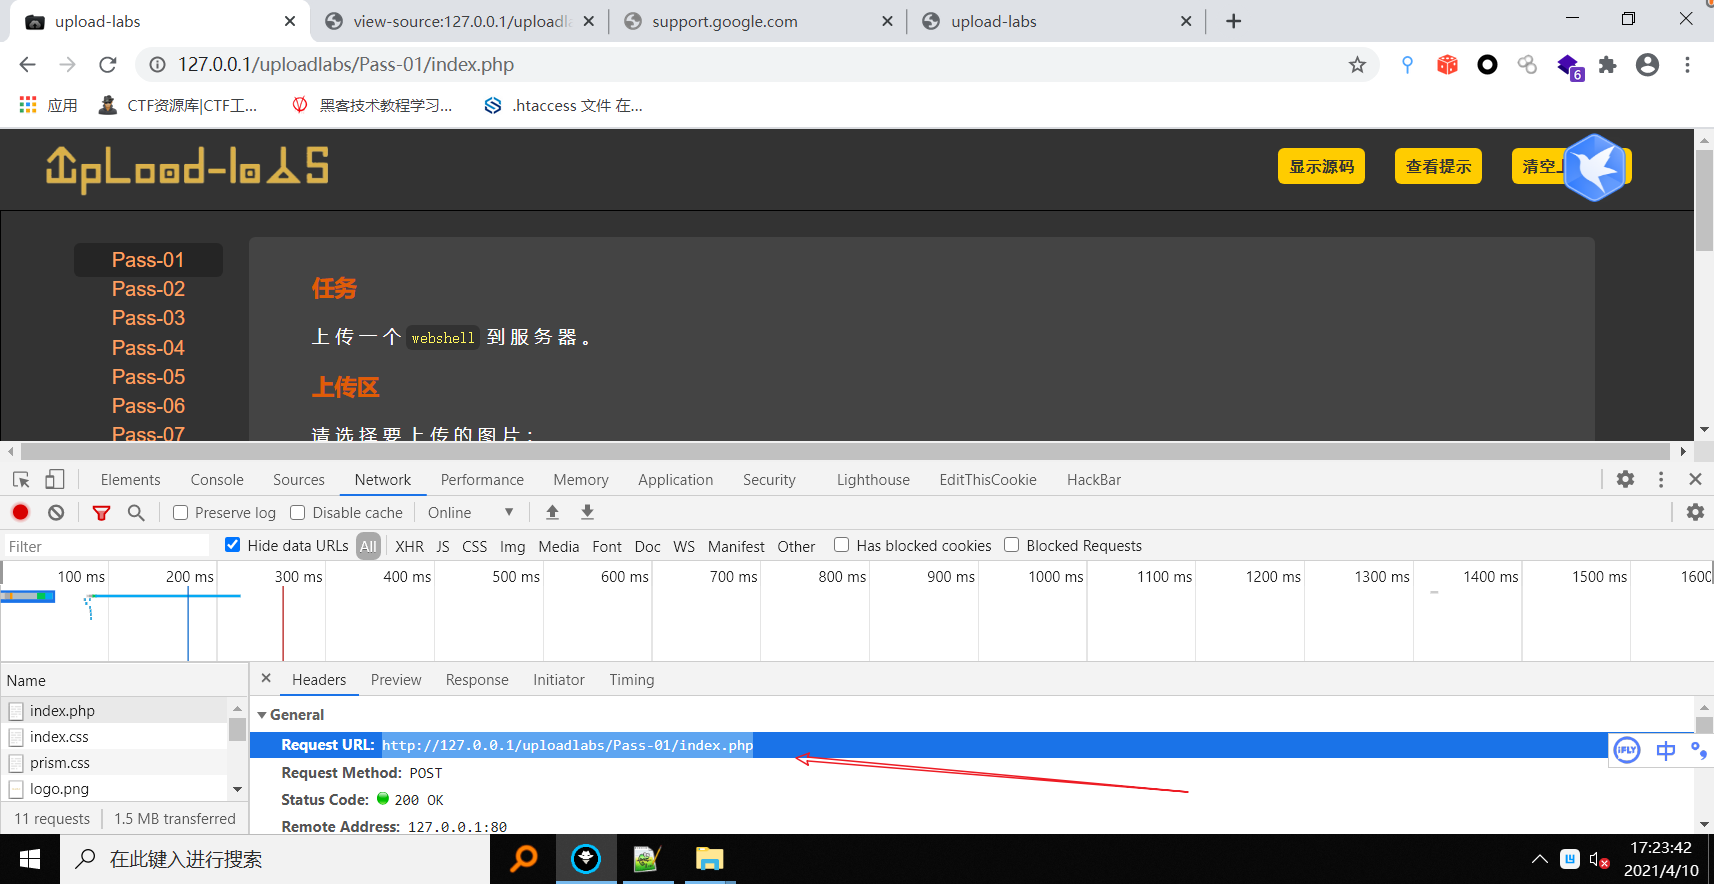 upload-labs
view-source:127.0.0.1/uploadla
support.google.com
upload-labs
127.0.0.1/uploadlabs/Pass-01/index.php
6
应用
CTF资源库|CTF工...
黑客技术教程学习...
.htaccess 文件 在...
UpLoad-labs
显示源码
查看提示
清空上
Pass-01
Pass-02
Pass-03
Pass-04
Pass-05
Pass-06
Pass-07
任务
上传一个 webshell 到服务器。
上传区
请选择要上传的图片：
Elements Console Sources Network Performance Memory Application Security Lighthouse EditThisCookie HackBar
Preserve log Disable cache Online
Filter Hide data URLs All XHR JS CSS Img Media Font Doc WS Manifest Other Has blocked cookies Blocked Requests
100 ms 200 ms 300 ms 400 ms 500 ms 600 ms 700 ms 800 ms 900 ms 1000 ms 1100 ms 1200 ms 1300 ms 1400 ms 1500 ms 1600
Name
index.php
index.css
prism.css
logo.png
11 requests 1.5 MB transferred
Headers Preview Response Initiator Timing
General
Request URL: http://127.0.0.1/uploadlabs/Pass-01/index.php
Request Method: POST
Status Code: 200 OK
Remote Address: 127.0.0.1:80
iFLY 中
在此键入进行搜索
17:23:42
2021/4/10